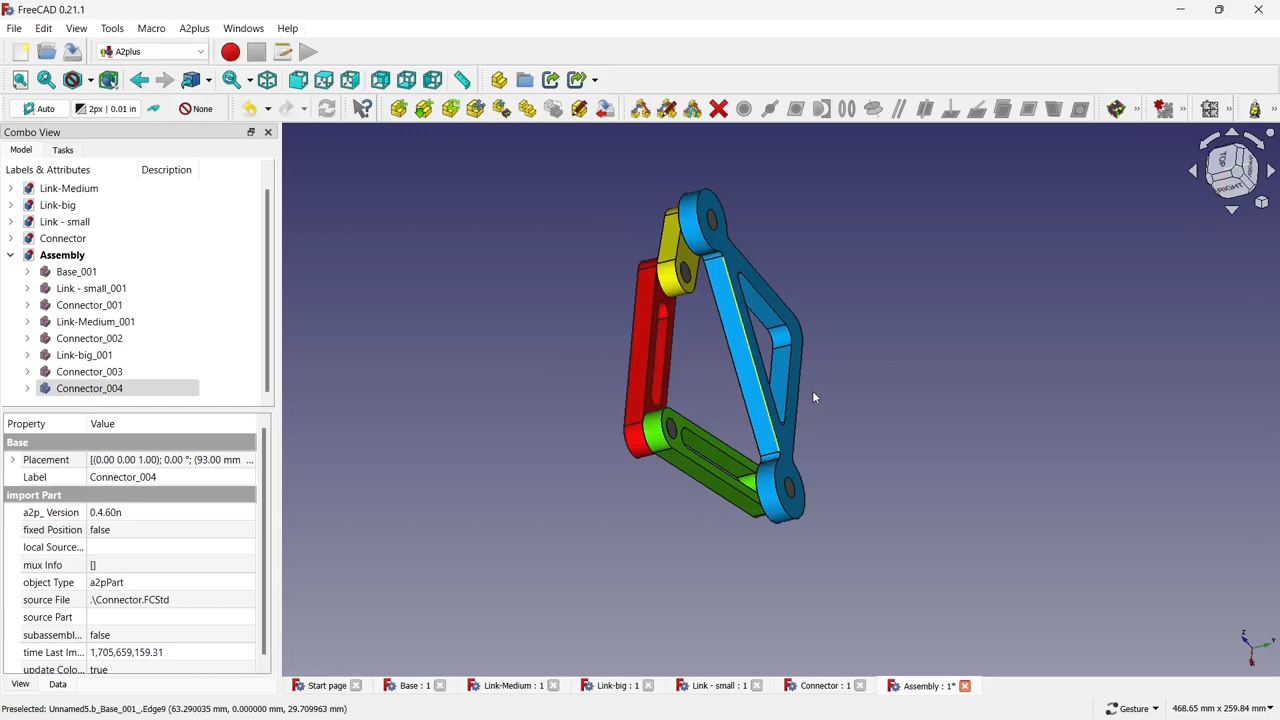 FreeCAD 0.21.1
File Edit View Tools Macro A2plus Windows Help
A2plus
Auto 2px | 0.01 in None
Combo View
Model Tasks
Labels & Attributes Description
Link-Medium
Link-big
Link - small
Connector
Assembly
Base_001
Link - small_001
Connector_001
Link-Medium_001
Connector_002
Link-big_001
Connector_003
Connector_004
Property Value
Base
Placement [(0.00 0.00 1.00); 0.00 °; (93.00 mm ...
Label Connector_004
import Part
a2p_ Version 0.4.60n
fixed Position false
local Source...
mux Info []
object Type a2pPart
source File .\Connector.FCStd
source Part
subassembl... false
time Last Im... 1,705,659,159.31
update Colo... true
View Data
TOP
RIGHT
Z
Y
Start page Base : 1 Link-Medium : 1 Link-big : 1 Link - small : 1 Connector : 1 Assembly : 1*
Preselected: Unnamed5.b_Base_001_.Edge9 (63.290035 mm, 0.000000 mm, 29.709963 mm) Gesture 468.65 mm × 259.84 mm